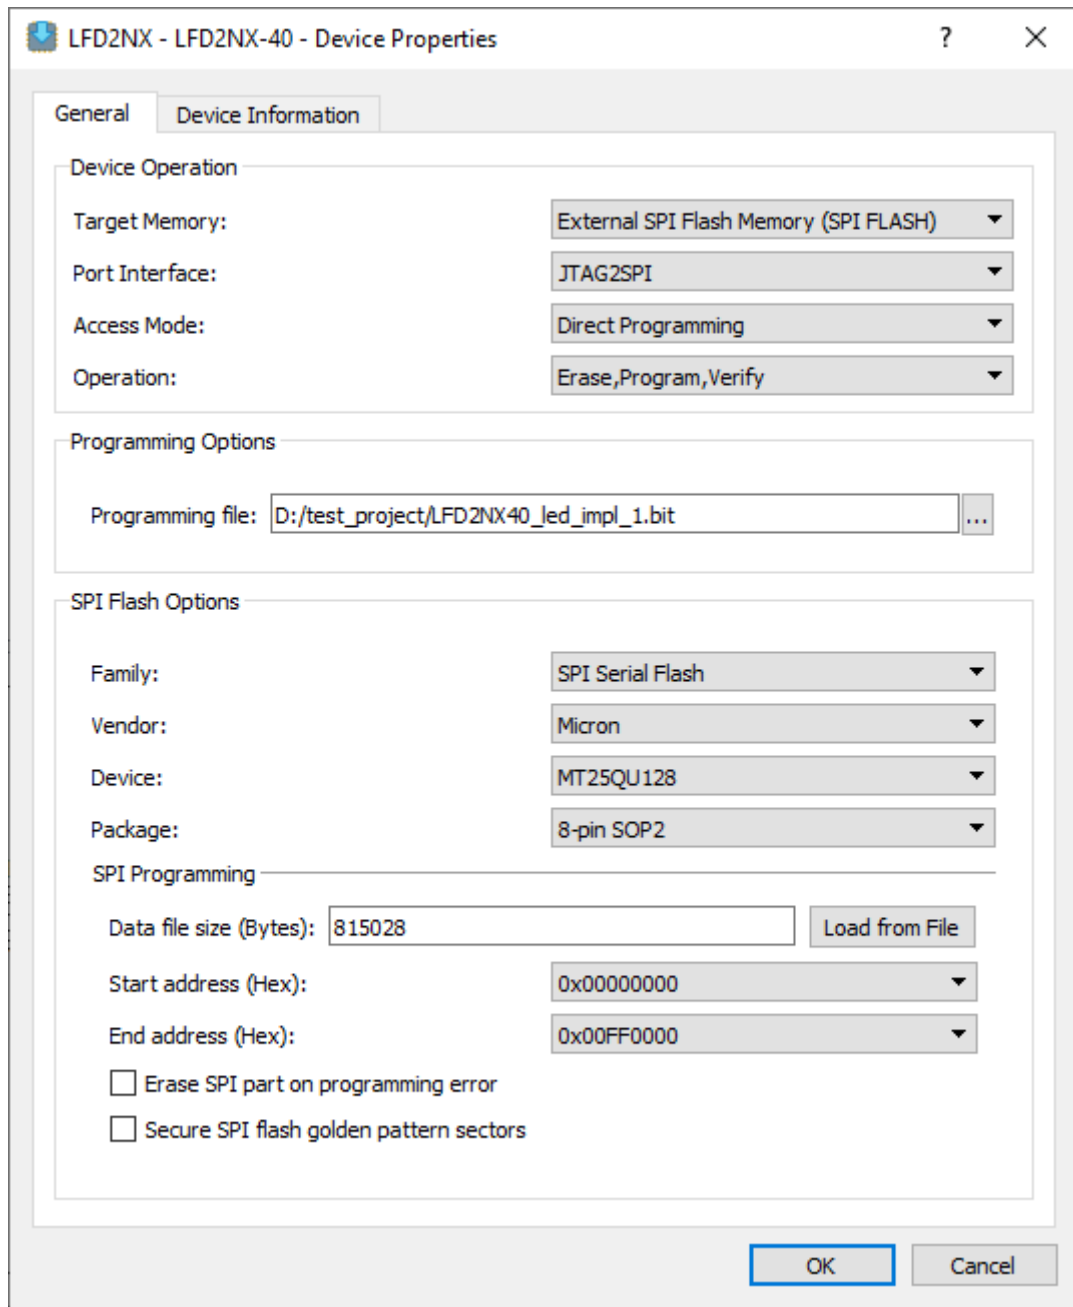 LFD2NX - LFD2NX-40 - Device Properties ?
General Device Information
Device Operation
Target Memory: External SPI Flash Memory (SPI FLASH)
Port Interface: JTAG2SPI
Access Mode: Direct Programming
Operation: Erase,Program,Verify
Programming Options
Programming file: D:/test_project/LFD2NX40_led_impl_1.bit ...
SPI Flash Options
Family: SPI Serial Flash
Vendor: Micron
Device: MT25QU128
Package: 8-pin SOP2
SPI Programming
Data file size (Bytes): 815028 Load from File
Start address (Hex): 0x00000000
End address (Hex): 0x00FF0000
Erase SPI part on programming error
Secure SPI flash golden pattern sectors
OK Cancel